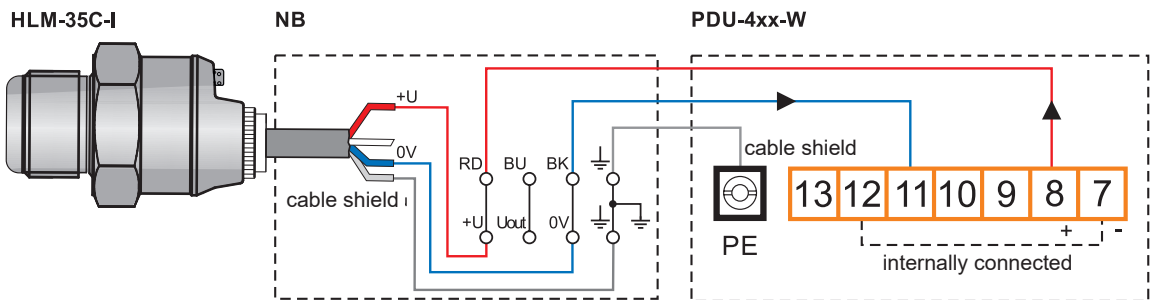 HLM-35C-I
NB
PDU-4xx-W
+U
0V
cable shield
RD BU BK
+U Uout 0V
cable shield
PE
13 12 11 10 9 8 7
+ -
internally connected